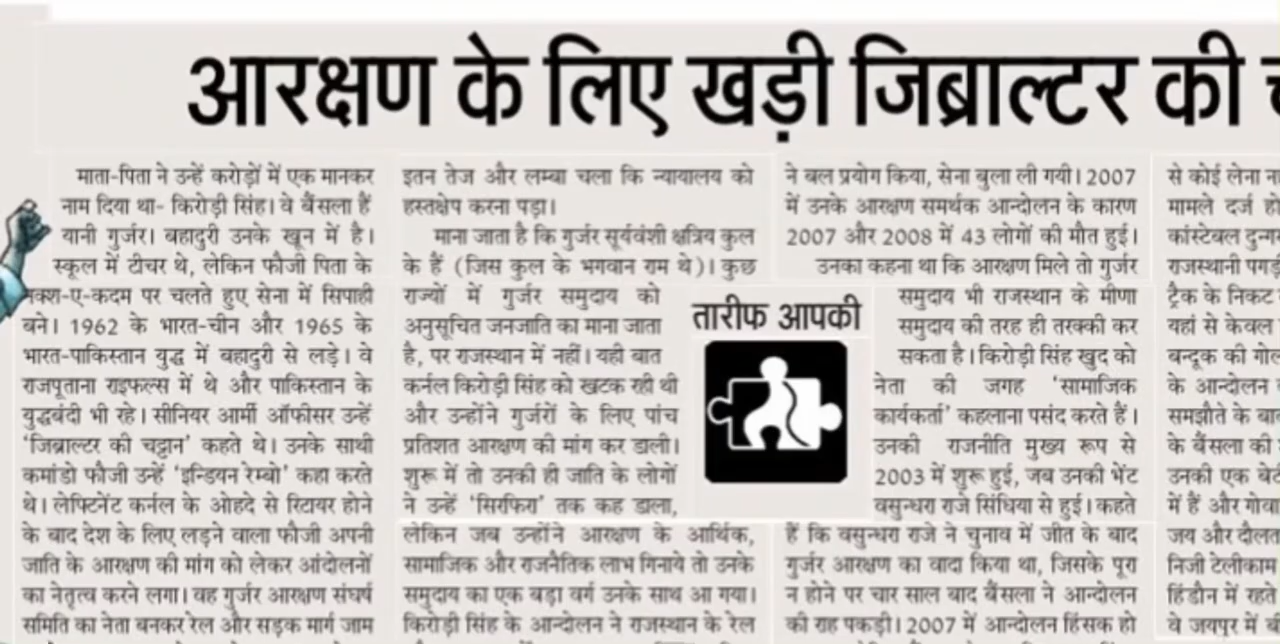 आरक्षण के लिए खड़ी जिब्राल्टर की
माता-पिता ने उन्हें करोड़ों में एक मानकर
नाम दिया था- किरोड़ी सिंह। वे बैंसला हैं
यानी गुर्जर। बहादुरी उनके खून में है।
स्कूल में टीचर थे, लेकिन फौजी पिता के
नक्श-ए-कदम पर चलते हुए सेना में सिपाही
बने। 1962 के भारत-चीन और 1965 के
भारत-पाकिस्तान युद्ध में बहादुरी से लड़े। वे
राजपूताना राइफल्स में थे और पाकिस्तान के
युद्धबंदी भी रहे। सीनियर आर्मी ऑफीसर उन्हें
‘जिब्राल्टर की चट्टान’ कहते थे। उनके साथी
कमांडो फौजी उन्हें ‘इन्डियन रेम्बो’ कहा करते
थे। लेफ्टिनेंट कर्नल के ओहदे से रिटायर होने
के बाद देश के लिए लड़ने वाला फौजी अपनी
जाति के आरक्षण की मांग को लेकर आंदोलनों
का नेतृत्व करने लगा। वह गुर्जर आरक्षण संघर्ष
समिति का नेता बनकर रेल और सड़क मार्ग जाम
इतन तेज और लम्बा चला कि न्यायालय को
हस्तक्षेप करना पड़ा।
माना जाता है कि गुर्जर सूर्यवंशी क्षत्रिय कुल
के हैं (जिस कुल के भगवान राम थे)। कुछ
राज्यों में गुर्जर समुदाय को
अनुसूचित जनजाति का माना जाता
है, पर राजस्थान में नहीं। यही बात
कर्नल किरोड़ी सिंह को खटक रही थी
और उन्होंने गुर्जरों के लिए पांच
प्रतिशत आरक्षण की मांग कर डाली।
शुरू में तो उनकी ही जाति के लोगों
ने उन्हें ‘सिरफिरा’ तक कह डाला,
लेकिन जब उन्होंने आरक्षण के आर्थिक,
सामाजिक और राजनैतिक लाभ गिनाये तो उनके
समुदाय का एक बड़ा वर्ग उनके साथ आ गया।
किरोड़ी सिंह के आन्दोलन ने राजस्थान के रेल
तारीफ आपकी
ने बल प्रयोग किया, सेना बुला ली गयी। 2007
में उनके आरक्षण समर्थक आन्दोलन के कारण
2007 और 2008 में 43 लोगों की मौत हुई।
उनका कहना था कि आरक्षण मिले तो गुर्जर
समुदाय भी राजस्थान के मीणा
समुदाय की तरह ही तरक्की कर
सकता है। किरोड़ी सिंह खुद को
नेता की जगह ‘सामाजिक
कार्यकर्ता’ कहलाना पसंद करते हैं।
उनकी राजनीति मुख्य रूप से
2003 में शुरू हुई, जब उनकी भेंट
वसुन्धरा राजे सिंधिया से हुई। कहते
हैं कि वसुन्धरा राजे ने चुनाव में जीत के बाद
गुर्जर आरक्षण का वादा किया था, जिसके पूरा
न होने पर चार साल बाद बैंसला ने आन्दोलन
की राह पकड़ी। 2007 में आन्दोलन हिंसक हो
से कोई लेना
मामले दर्ज
कांस्टेबल
राजस्थानी
ट्रैक के निकट
यहां से केवल
बन्दूक की
के आन्दोलन
समझौते के
के बैंसला की
उनकी एक
में हैं और
जय और
निजी टेलीकाम
हिंडौन में रहते
वे जयपुर में